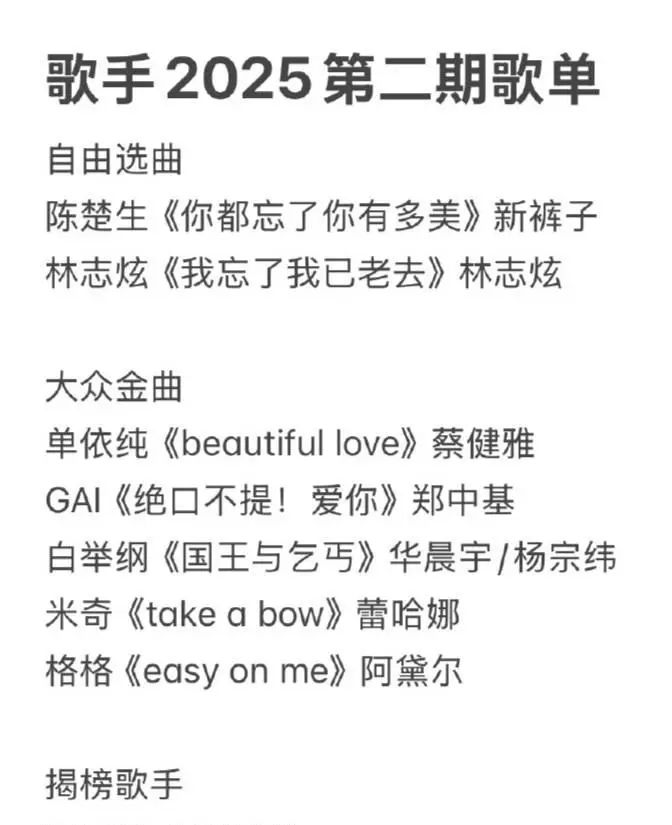 歌手2025第二期歌单
自由选曲
陈楚生《你都忘了你有多美》新裤子
林志炫《我忘了我已老去》林志炫
大众金曲
单依纯《beautiful love》蔡健雅
GAI《绝口不提！爱你》郑中基
白举纲《国王与乞丐》华晨宇/杨宗纬
米奇《take a bow》蕾哈娜
格格《easy on me》阿黛尔
揭榜歌手